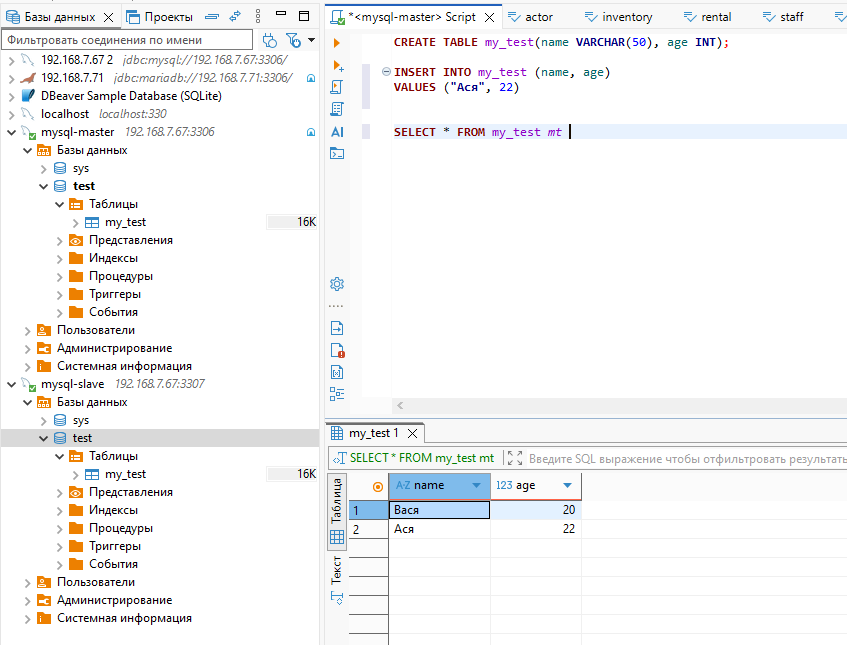 Базы данных
Проекты
Фильтровать соединения по имени
192.168.7.67 2 jdbc:mysql://192.168.7.67:3306/
192.168.7.71 jdbc:mariadb://192.168.7.71:3306/
DBeaver Sample Database (SQLite)
localhost localhost:330
mysql-master 192.168.7.67:3306
Базы данных
sys
test
Таблицы
my_test 16K
Представления
Индексы
Процедуры
Триггеры
События
Пользователи
Администрирование
Системная информация
mysql-slave 192.168.7.67:3307
Базы данных
sys
test
Таблицы
my_test 16K
Представления
Индексы
Процедуры
Триггеры
События
Пользователи
Администрирование
Системная информация
*<mysql-master> Script
actor
inventory
rental
staff
CREATE TABLE my_test(name VARCHAR(50), age INT);
INSERT INTO my_test (name, age)
VALUES ("Ася", 22)
SELECT * FROM my_test mt
AI
my_test 1
SELECT * FROM my_test mt
Введите SQL выражение чтобы отфильтровать результаты
Таблица
Текст
A-Z name 123 age
1 Вася 20
2 Ася 22